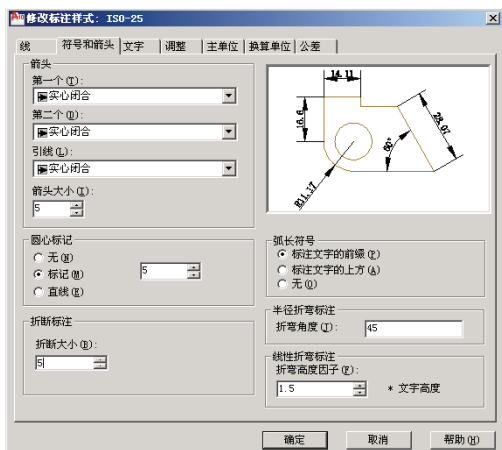 修改标注样式: ISO-25
线 符号和箭头 文字 调整 主单位 换算单位 公差
箭头
第一个(T):
实心闭合
第二个(D):
实心闭合
引线(L):
实心闭合
箭头大小(I):
5
14.11
16.6
28.07
60°
R11.17
圆心标记
无(N)
标记(M)
5
直线(E)
弧长符号
标注文字的前缀(P)
标注文字的上方(A)
无(O)
半径折弯标注
折弯角度(J):
45
折断标注
折断大小(B):
5
线性折弯标注
折弯高度因子(F):
1.5
* 文字高度
确定
取消
帮助(H)